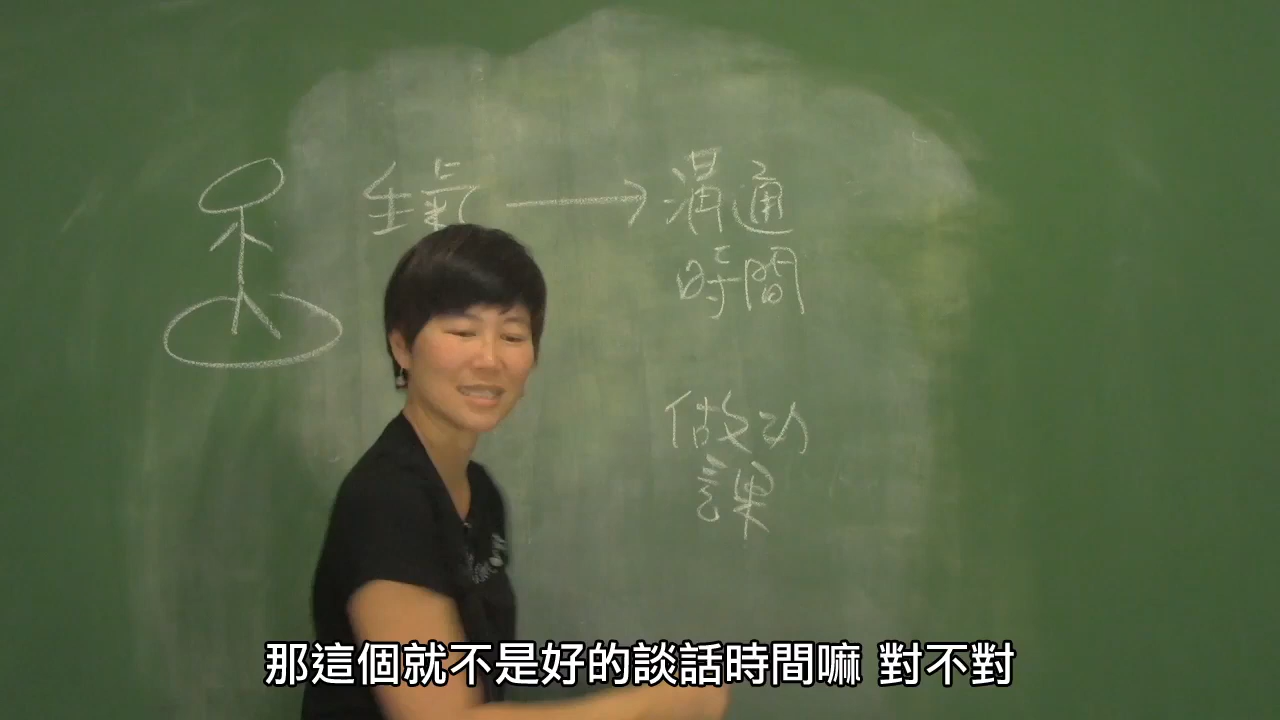 生氣 → 溝通
時間
做功
課
那這個就不是好的談話時間嘛 對不對